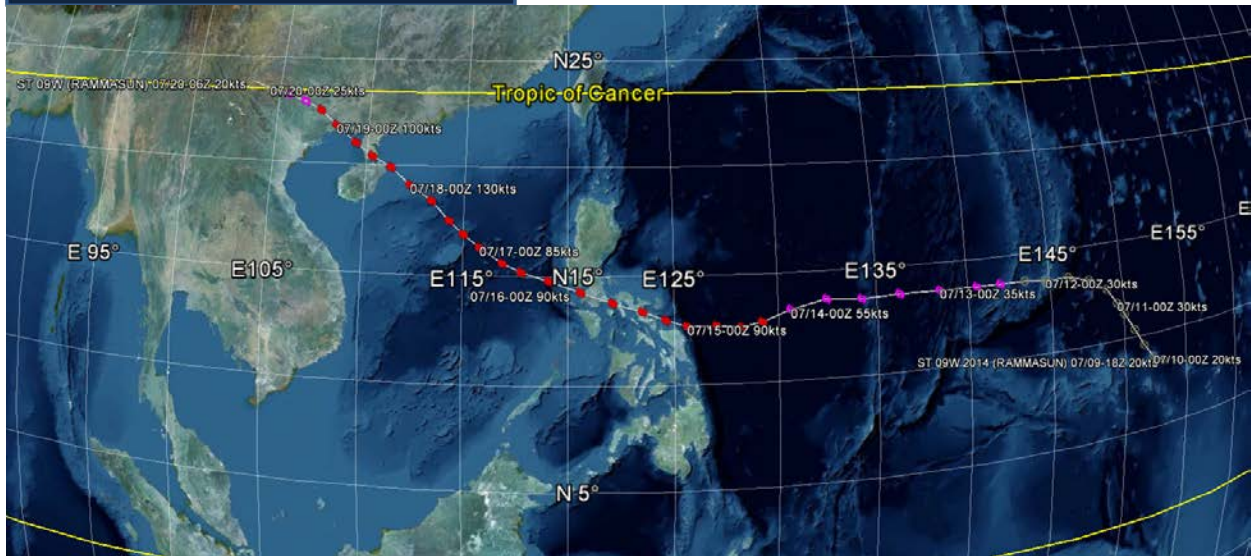 N25°
ST 09W (RAMMASUN) 07/20-06Z 20kts
07/20-00Z 25kts
Tropic of Cancer
07/19-00Z 100kts
07/18-00Z 130kts
E
E155°
E 95°
E105°
07/17-00Z 85kts
E115°
N15°
E125°
E135°
E145°
07/16-00Z 90kts
07/15-00Z 90kts
07/14-00Z 55kts
07/13-00Z 35kts
07/12-00Z 30kts
07/11-00Z 30kts
ST 09W 2014 (RAMMASUN) 07/09-18Z 20kts
07/10-00Z 20kts
N 5°